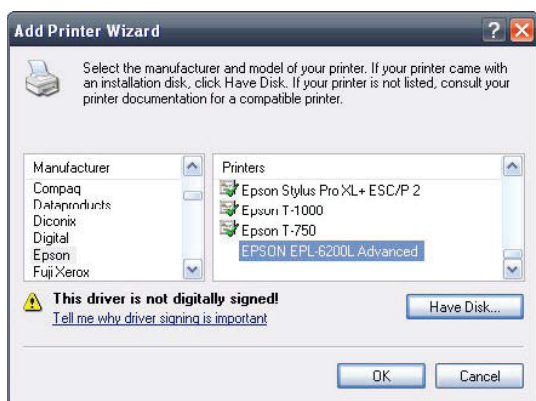 Add Printer Wizard
Select the manufacturer and model of your printer. If your printer came with
an installation disk, click Have Disk. If your printer is not listed, consult your
printer documentation for a compatible printer.
Manufacturer
Compaq
Dataproducts
Diconix
Digital
Epson
Fuji Xerox
Printers
Epson Stylus Pro XL+ ESC/P 2
Epson T-1000
Epson T-750
EPSON EPL-6200L Advanced
This driver is not digitally signed!
Tell me why driver signing is important
Have Disk...
OK
Cancel